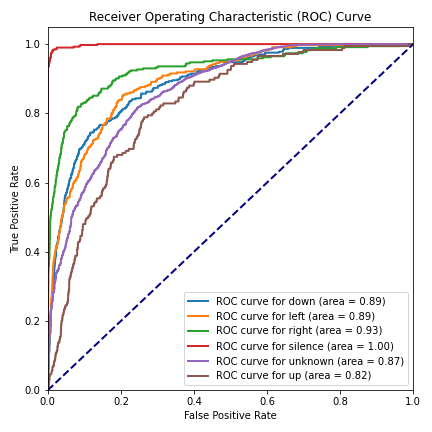 Receiver Operating Characteristic (ROC) Curve
1.0
0.8
0.6
0.4
0.2
0.0
True Positive Rate
ROC curve for down (area = 0.89)
ROC curve for left (area = 0.89)
ROC curve for right (area = 0.93)
ROC curve for silence (area = 1.00)
ROC curve for unknown (area = 0.87)
ROC curve for up (area = 0.82)
0.0 0.2 0.4 0.6 0.8 1.0
False Positive Rate